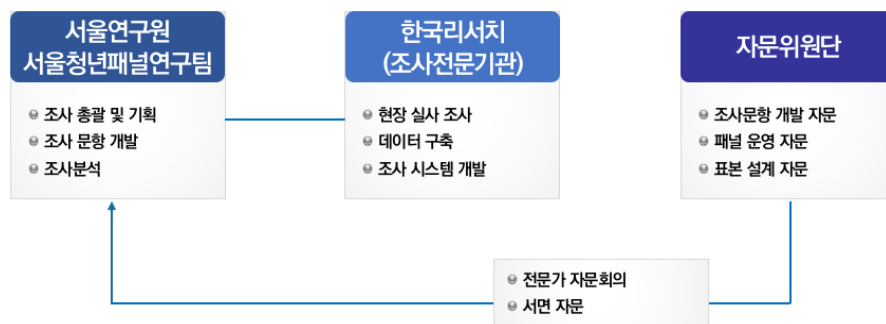 서울연구원
서울청년패널연구팀
조사 총괄 및 기획
조사 문항 개발
조사분석
한국리서치
(조사전문기관)
현장 실사 조사
데이터 구축
조사 시스템 개발
자문위원단
조사문항 개발 자문
패널 운영 자문
표본 설계 자문
전문가 자문회의
서면 자문